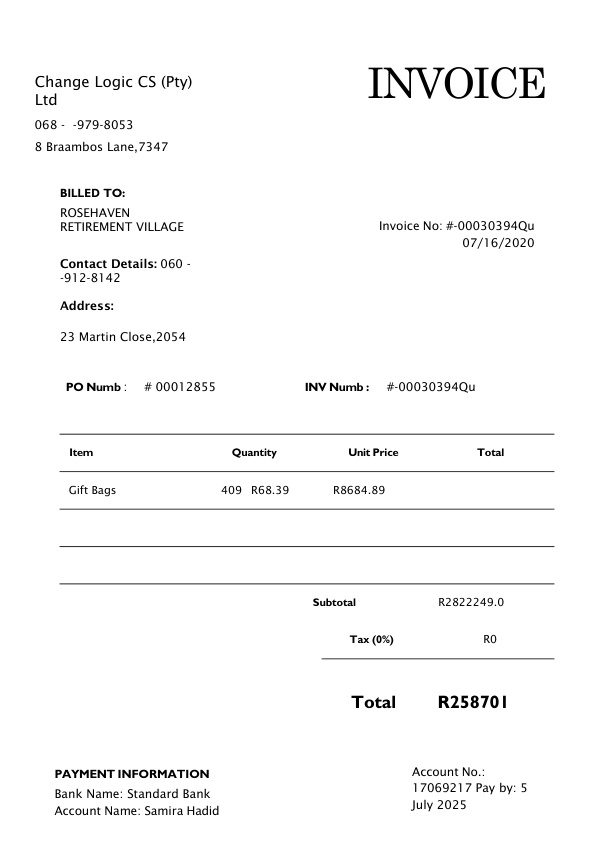 Change Logic CS (Pty)
Ltd
INVOICE
068 - -979-8053
8 Braambos Lane,7347
BILLED TO:
ROSEHAVEN
RETIREMENT VILLAGE
Invoice No: #-00030394Qu
07/16/2020
Contact Details: 060 -
-912-8142
Address:
23 Martin Close,2054
PO Numb : # 00012855 INV Numb : #-00030394Qu
Item Quantity Unit Price Total
Gift Bags 409 R68.39 R8684.89
Subtotal R2822249.0
Tax (0%) R0
Total R258701
PAYMENT INFORMATION
Bank Name: Standard Bank
Account Name: Samira Hadid
Account No.:
17069217 Pay by: 5
July 2025